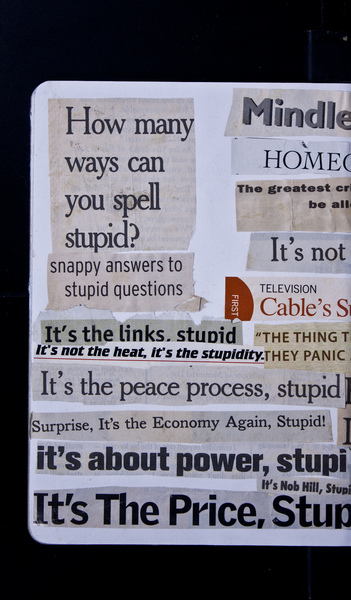 How many
ways can
you spell
stupid?
snappy answers to
stupid questions
Mindle
HOMEC
The greatest cri
be all
It's not
FIRST
TELEVISION
Cable's S
"THE THING T
THEY PANIC
It's the links, stupid
It's not the heat, it's the stupidity.
It's the peace process, stupid
Surprise, It's the Economy Again, Stupid!
it's about power, stupi
It's Nob Hill, Stupi
It's The Price, Stup